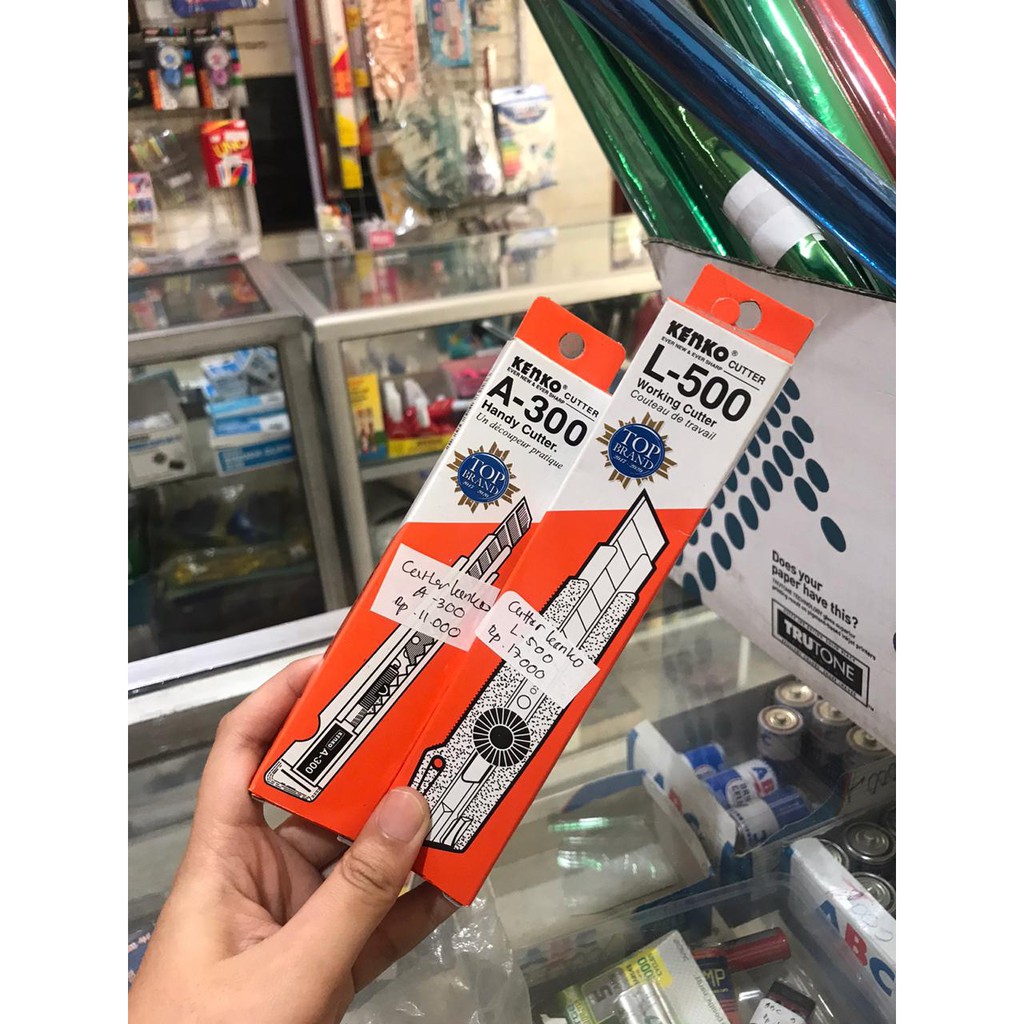 UNO
KENKO®
EVER NEW & EVER SHARP
CUTTER
A-300
Handy Cutter.
Un découpeur pratique
TOP
BRAND
Cutter kenko
A-300
Rp. 11.000
KENKO A-300
KENKO®
EVER NEW & EVER SHARP
CUTTER
L-500
Working Cutter
Couteau de travail
TOP
BRAND
Cutter kenko
L-500
Rp. 17000
Does your
paper have this?
TRUTONE
ABC
ABC